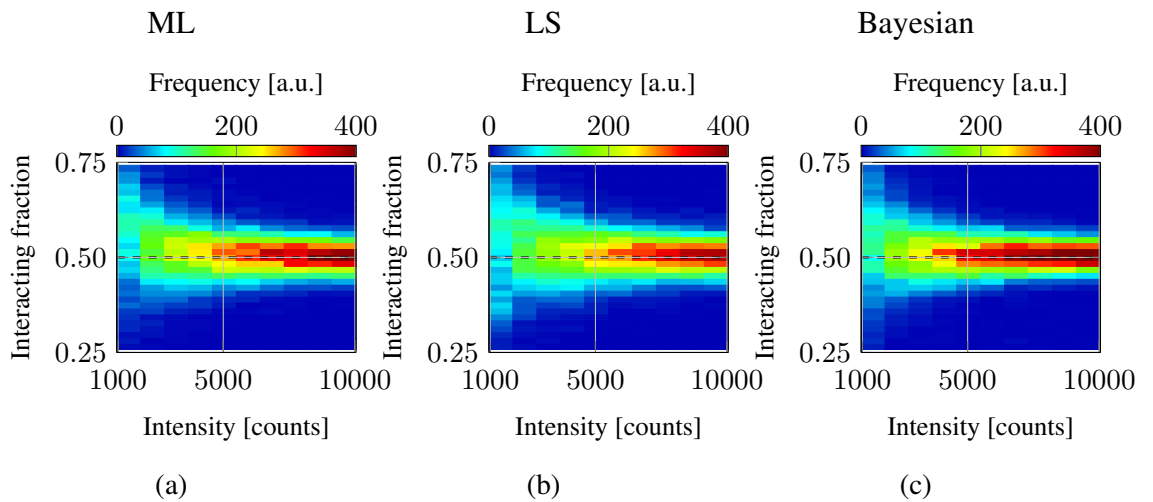 ML
LS
Bayesian
Frequency [a.u.]
Frequency [a.u.]
Frequency [a.u.]
0 200 400
0 200 400
0 200 400
Interacting fraction
0.75
0.50
0.25
1000 5000 10000
Intensity [counts]
(a)
Interacting fraction
0.75
0.50
0.25
1000 5000 10000
Intensity [counts]
(b)
Interacting fraction
0.75
0.50
0.25
1000 5000 10000
Intensity [counts]
(c)